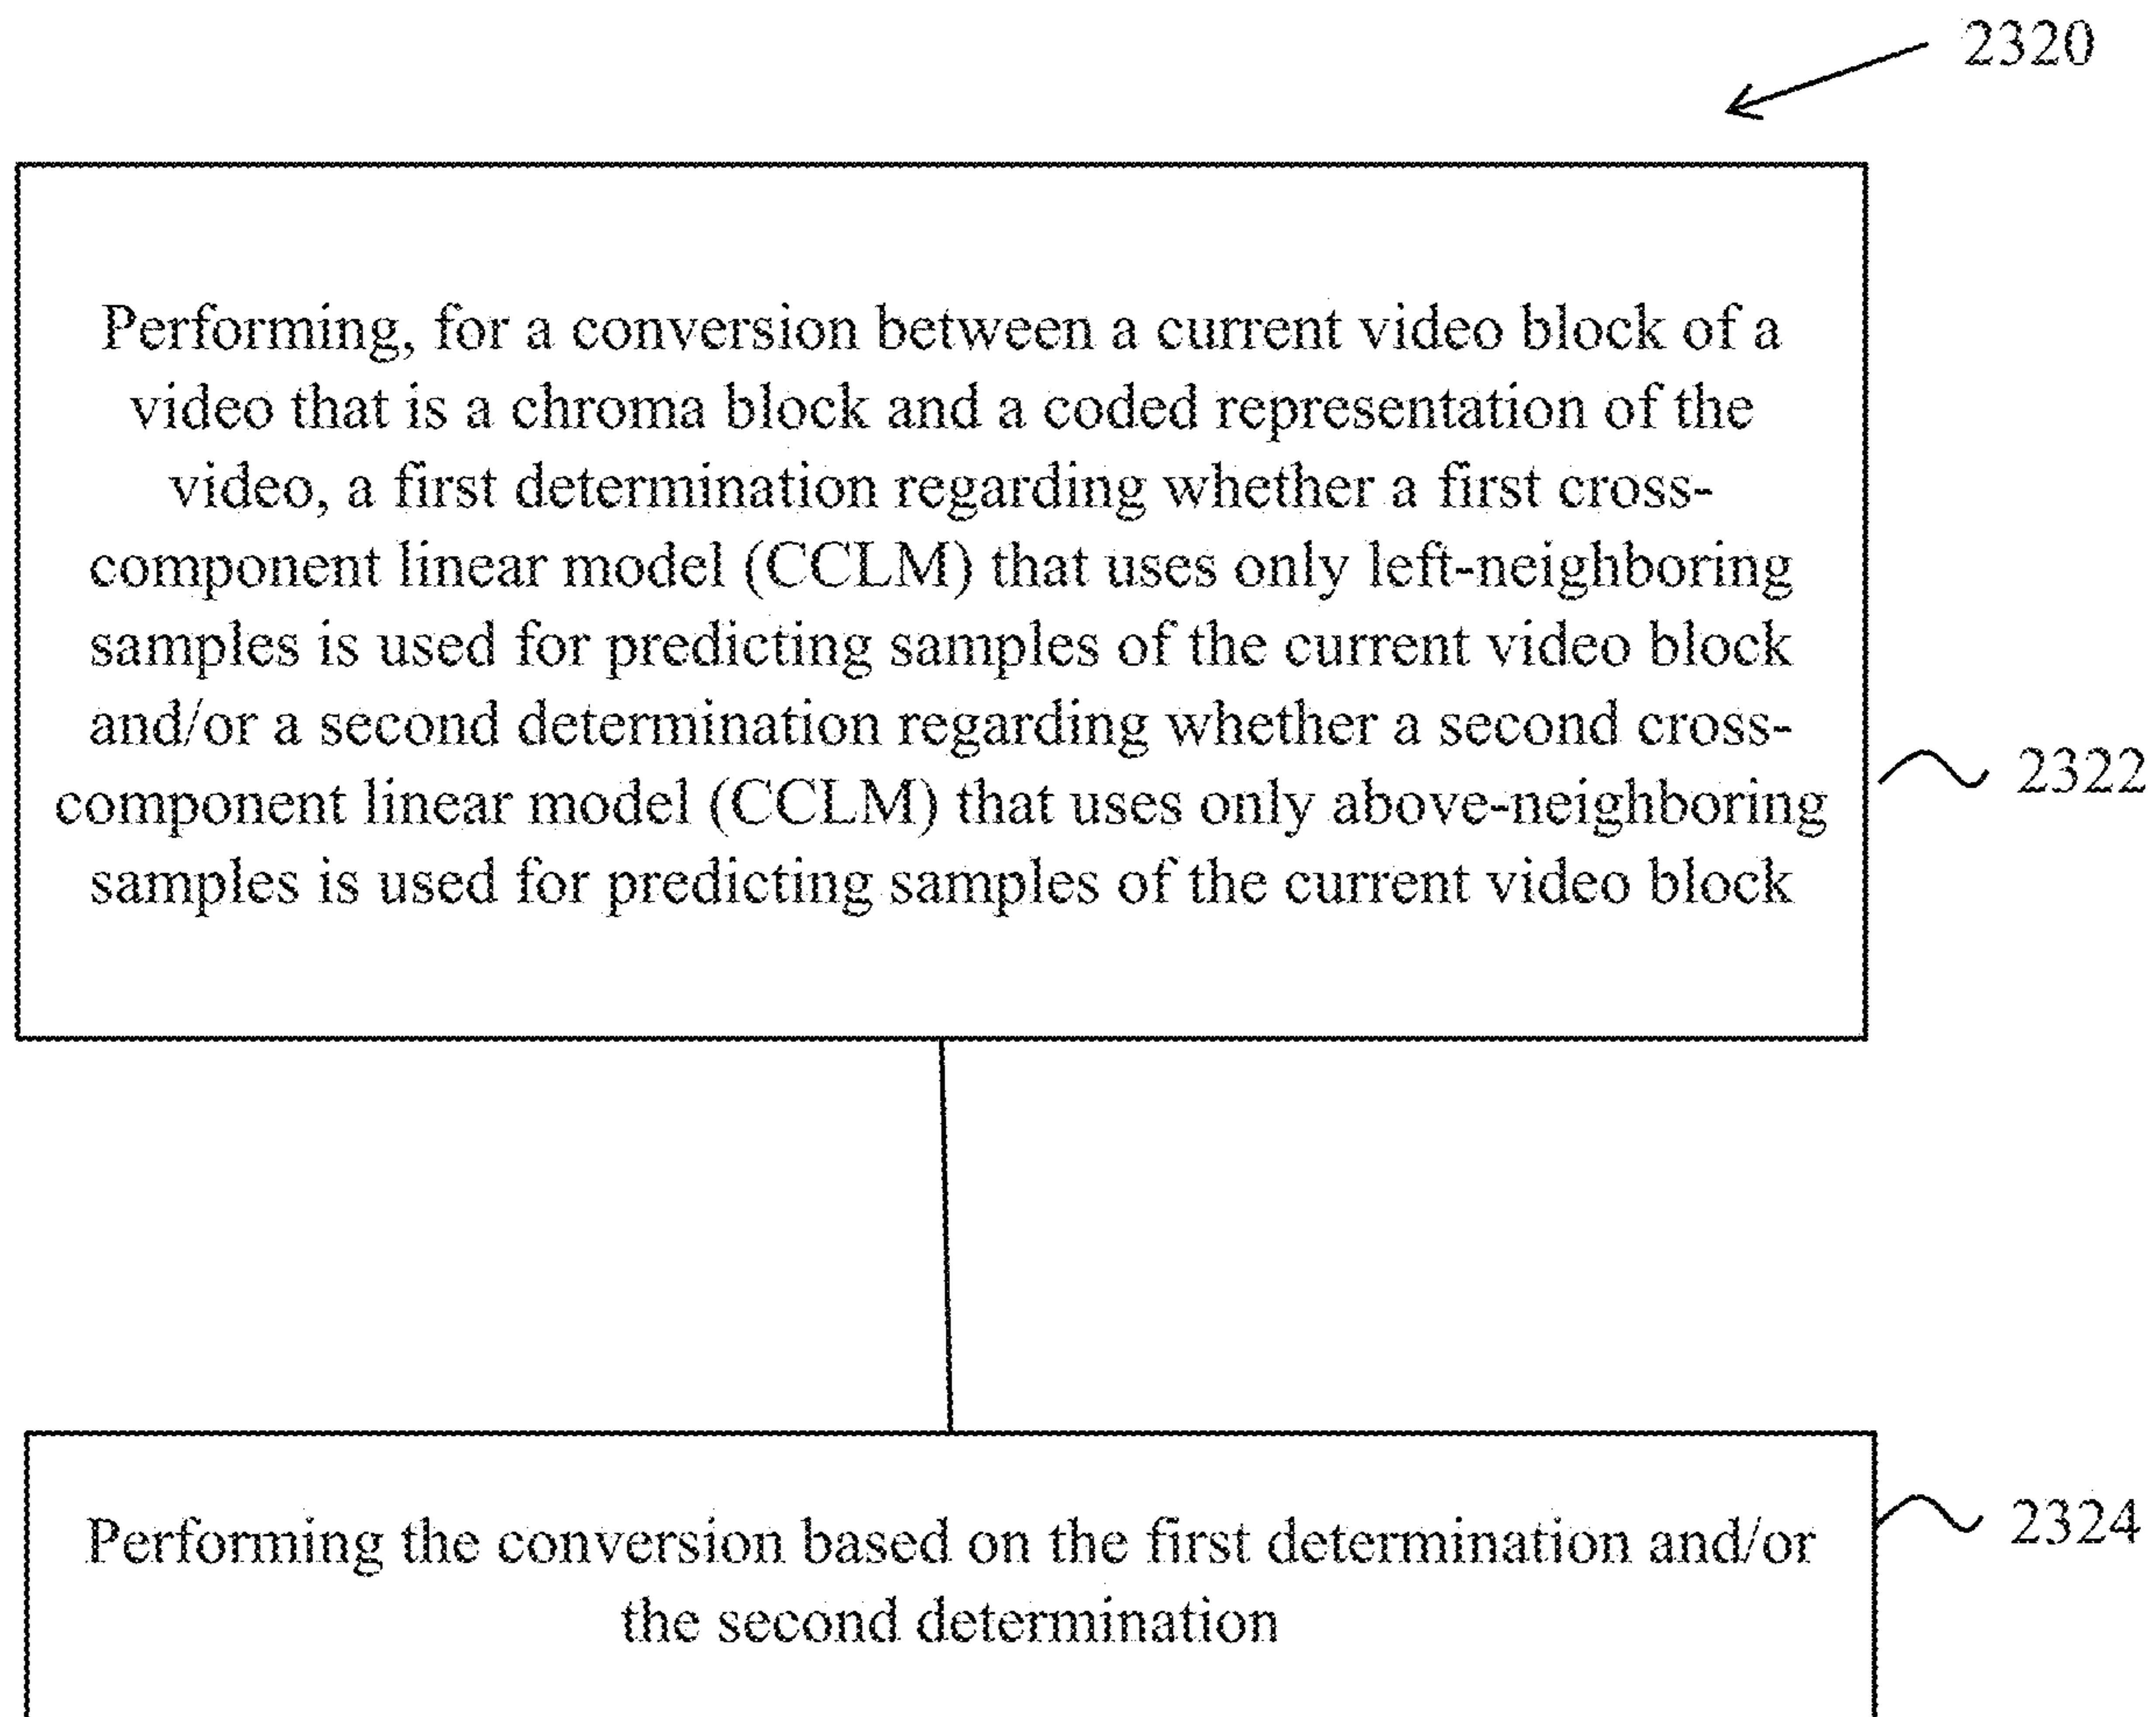 2320
Performing, for a conversion between a current video block of a
video that is a chroma block and a coded representation of the
video, a first determination regarding whether a first cross-
component linear model (CCLM) that uses only left-neighboring
samples is used for predicting samples of the current video block
and/or a second determination regarding whether a second cross-
component linear model (CCLM) that uses only above-neighboring
samples is used for predicting samples of the current video block
2322
Performing the conversion based on the first determination and/or
the second determination
2324